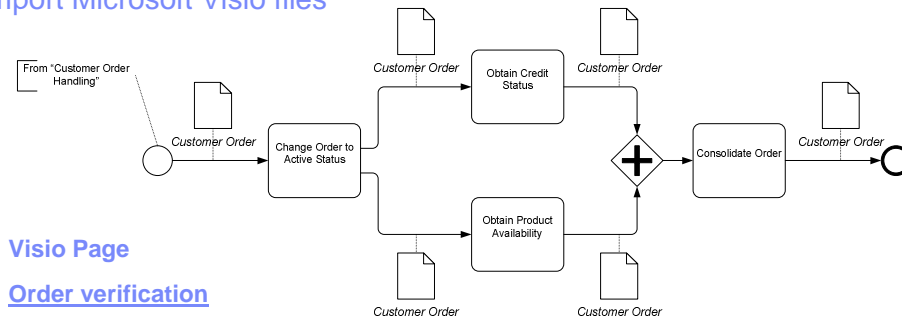 Import Microsoft Visio files
From "Customer Order
Handling"
Customer Order
Change Order to
Active Status
Customer Order
Obtain Credit
Status
Customer Order
Customer Order
Obtain Product
Availability
Customer Order
Consolidate Order
Customer Order
Visio Page
Order verification